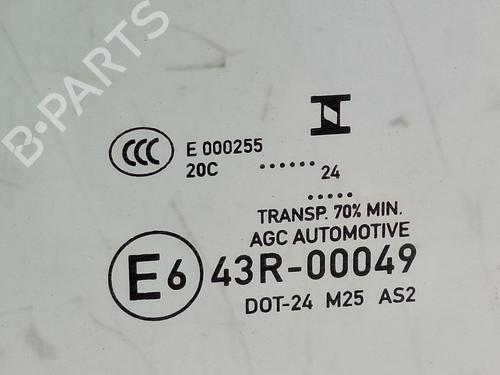 B-PARTS
CCC E 000255
20C ...... 24
.....
TRANSP. 70% MIN.
AGC AUTOMOTIVE
E6 43R-00049
DOT-24 M25 AS2